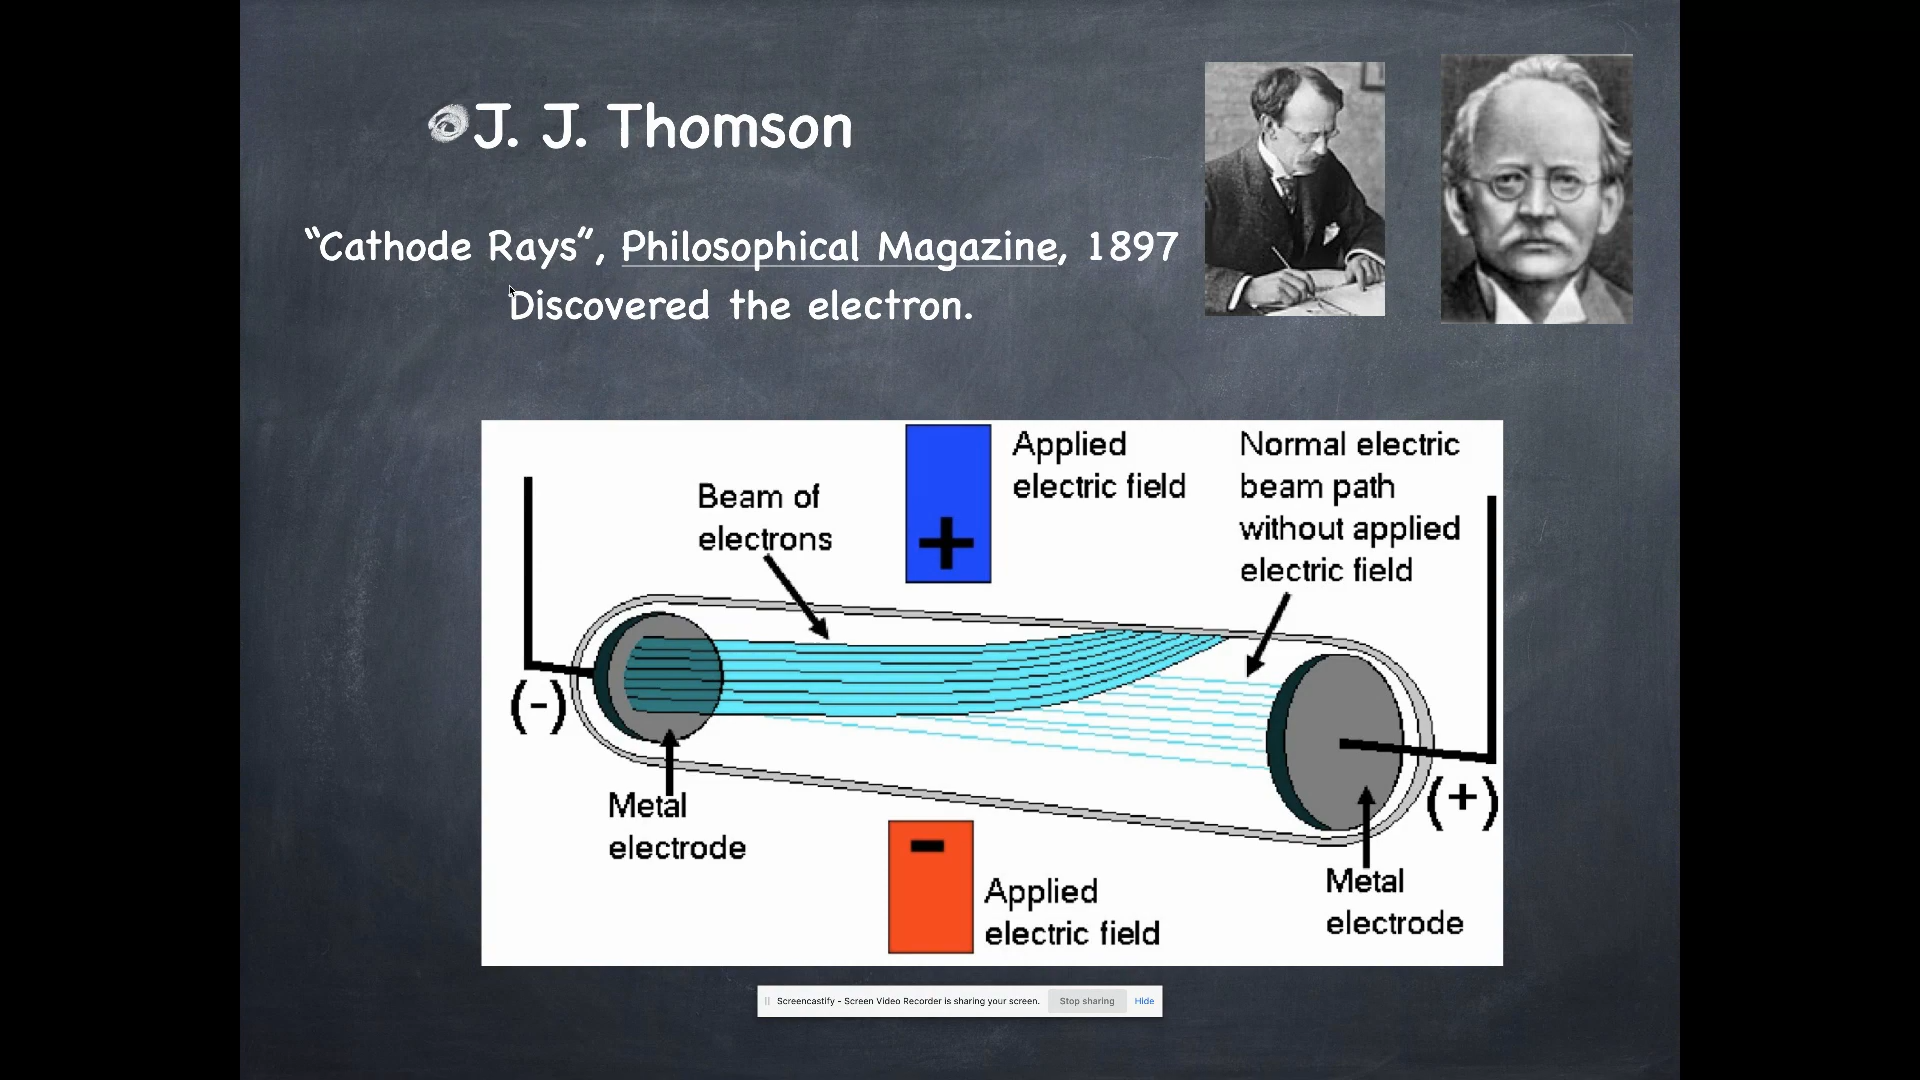 J. J. Thomson
“Cathode Rays”, Philosophical Magazine, 1897
Discovered the electron.
Applied
electric field
Normal electric
beam path
without applied
electric field
Beam of
electrons
+
(-)
(+)
Metal
electrode
-
Applied
electric field
Metal
electrode
Screencastify - Screen Video Recorder is sharing your screen.
Stop sharing
Hide